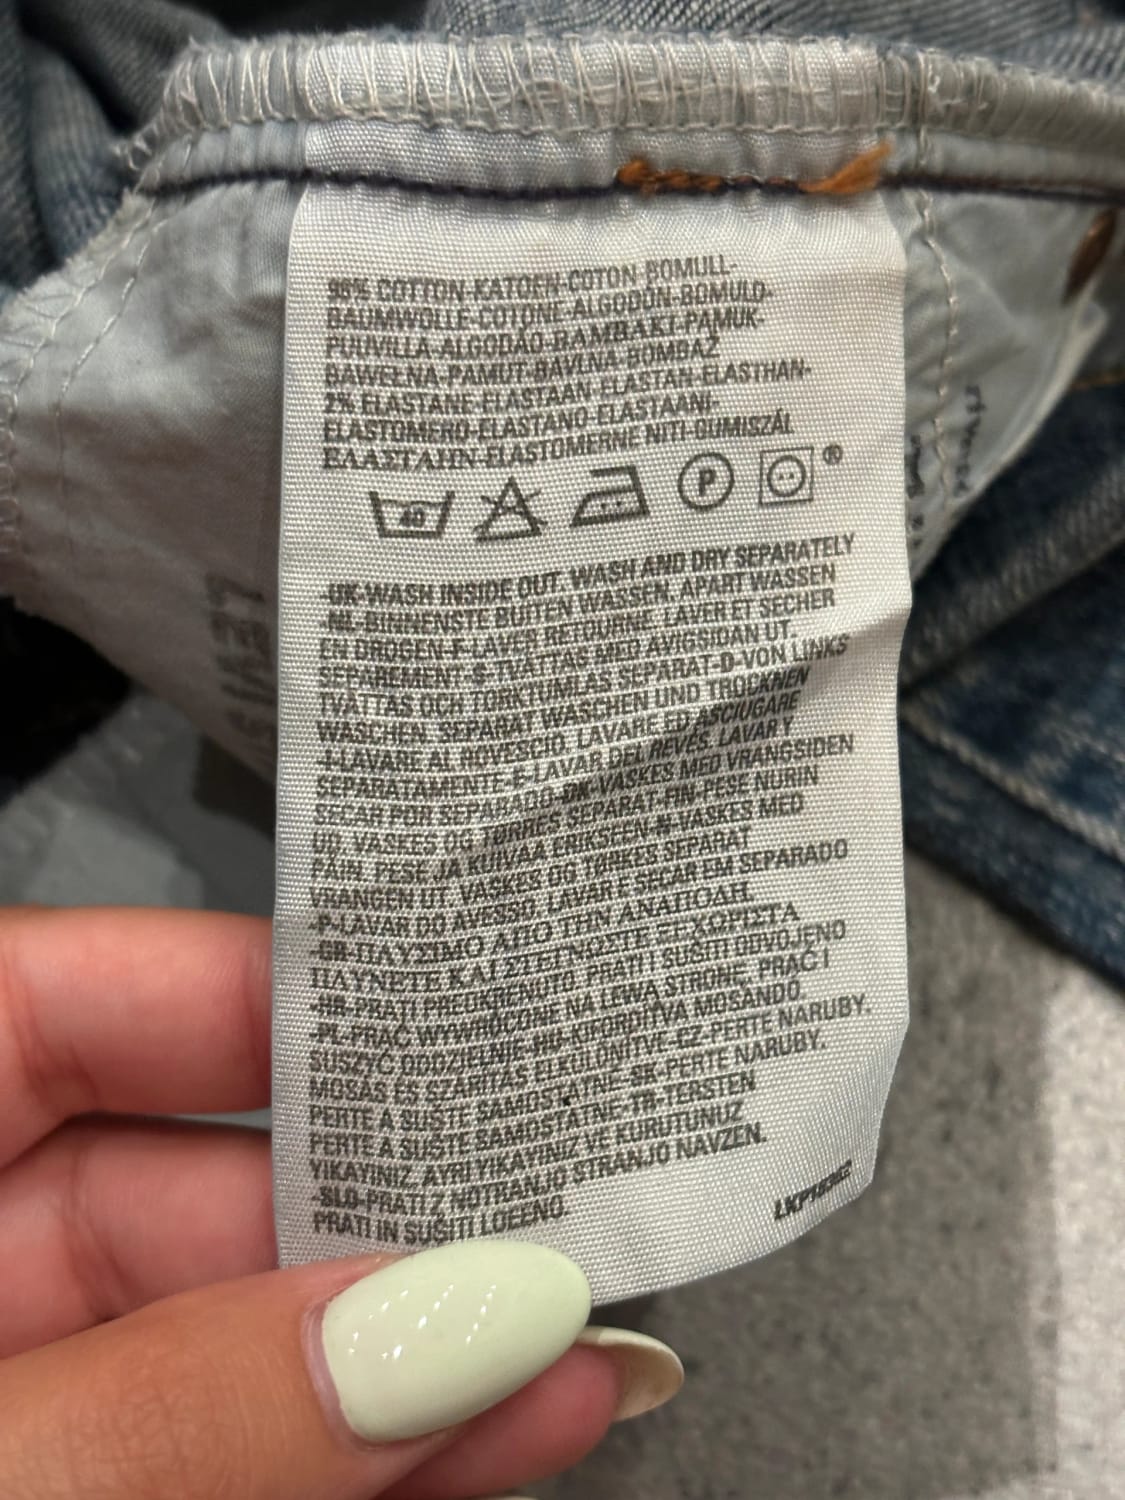 98% COTTON-KATOEN-COTON-BOMULL-
BAUMWOLLE-COTONE-ALGODÓN-BOMULD-
PUUVILLA-ALGODÃO-BAMBAKI-PAMUK-
BAWEŁNA-PAMUT-BAVLNA-BOMBAŽ
2% ELASTANE-ELASTAAN-ELASTAN-ELASTHAN-
ELASTOMERO-ELASTANO-ELASTAANI-
ΕΛΑΣΤΑΙΗΝ-ELASTOMERNE NITI-GUMISZÁL
40 P ®
UK-WASH INSIDE OUT. WASH AND DRY SEPARATELY
NL-BINNENSTE BUITEN WASSEN, APART WASSEN
EN DROGEN-F-LAVER RETOURNE. LAVER ET SECHER
SEPAREMENT-S-TVÄTTAS MED AVIGSIDAN UT.
TVÄTTAS OCH TORKTUMLAS SEPARAT-D-VON LINKS
WASCHEN. SEPARAT WASCHEN UND TROCKNEN
-I-LAVARE AL ROVESCIO. LAVARE ED ASCIUGARE
SEPARATAMENTE-E-LAVAR DEL REVES. LAVAR Y
SECAR POR SEPARADO-DK-VASKES MED VRANGSIDEN
UD. VASKES OG TØRRES SEPARAT-FIN-PESE NURIN
PÄIN. PESE JA KUIVAA ERIKSEEN-N-VASKES MED
VRANGEN UT. VASKES OG TØRKES SEPARAT
-P-LAVAR DO AVESSO. LAVAR E SECAR EM SEPARADO
-GR-ΠΛΥΣΙΜΟ ΑΠΟ ΤΗΝ ΑΝΑΠΟΔΗ.
ΠΛΥΝΕΤΕ ΚΑΙ ΣΤΕΓΝΩΣΤΕ ΞΕΧΩΡΙΣΤΑ
-HR-PRATI PREOKRENUTO. PRATI I SUŠITI ODVOJENO
-PL-PRAĆ WYWRÓCONE NA LEWĄ STRONĘ. PRAĆ I
SUSZYĆ ODDZIELNIE-HU-KIFORDÍTVA MOSANDÓ.
MOSÁS ÉS SZÁRÍTÁS ELKÜLÖNÍTVE-CZ-PERTE NARUBY.
PERTE A SUŠTE SAMOSTATNE-SK-PERTE NARUBY.
PERTE A SUŠTE SAMOSTATNE-TR-TERSTEN
YIKAYINIZ. AYRI YIKAYINIZ VE KURUTUNUZ
-SLO-PRATI Z NOTRANJO STRANJO NAVZEN.
PRATI IN SUŠITI LOČENO.
LEVI